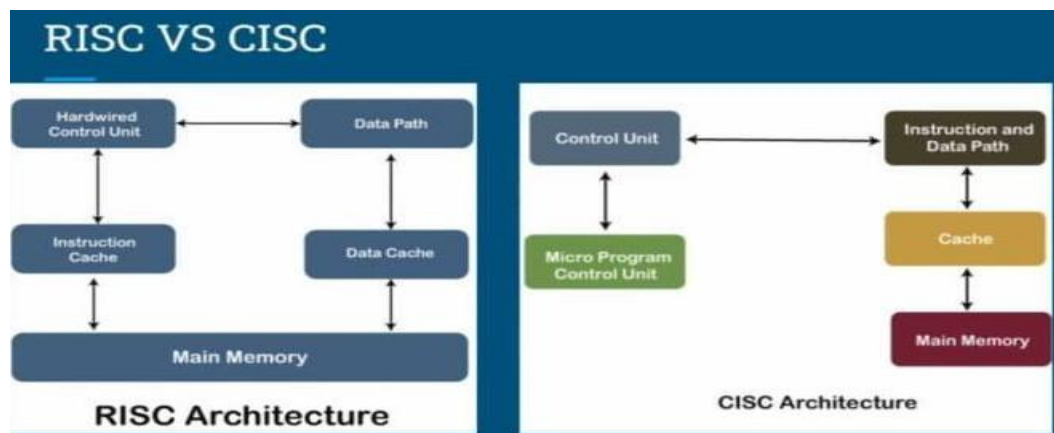 RISC VS CISC
Hardwired
Control Unit
Data Path
Instruction
Cache
Data Cache
Main Memory
RISC Architecture
Control Unit
Instruction and
Data Path
Micro Program
Control Unit
Cache
Main Memory
CISC Architecture